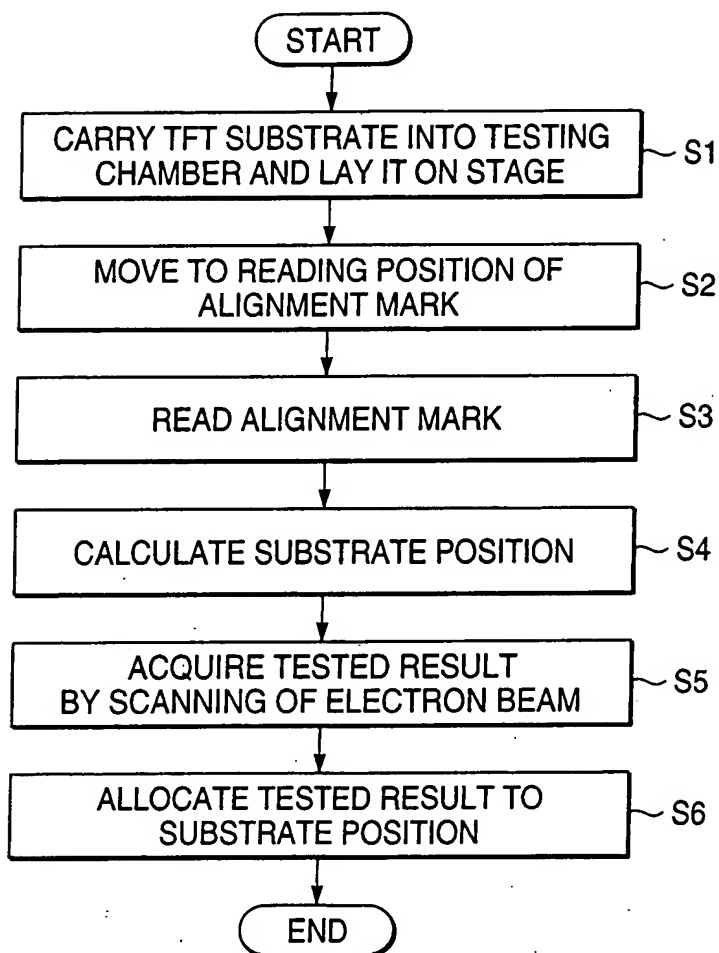 START
CARRY TFT SUBSTRATE INTO TESTING
CHAMBER AND LAY IT ON STAGE
S1
MOVE TO READING POSITION OF
ALIGNMENT MARK
S2
READ ALIGNMENT MARK
S3
CALCULATE SUBSTRATE POSITION
S4
ACQUIRE TESTED RESULT
BY SCANNING OF ELECTRON BEAM
S5
ALLOCATE TESTED RESULT TO
SUBSTRATE POSITION
S6
END